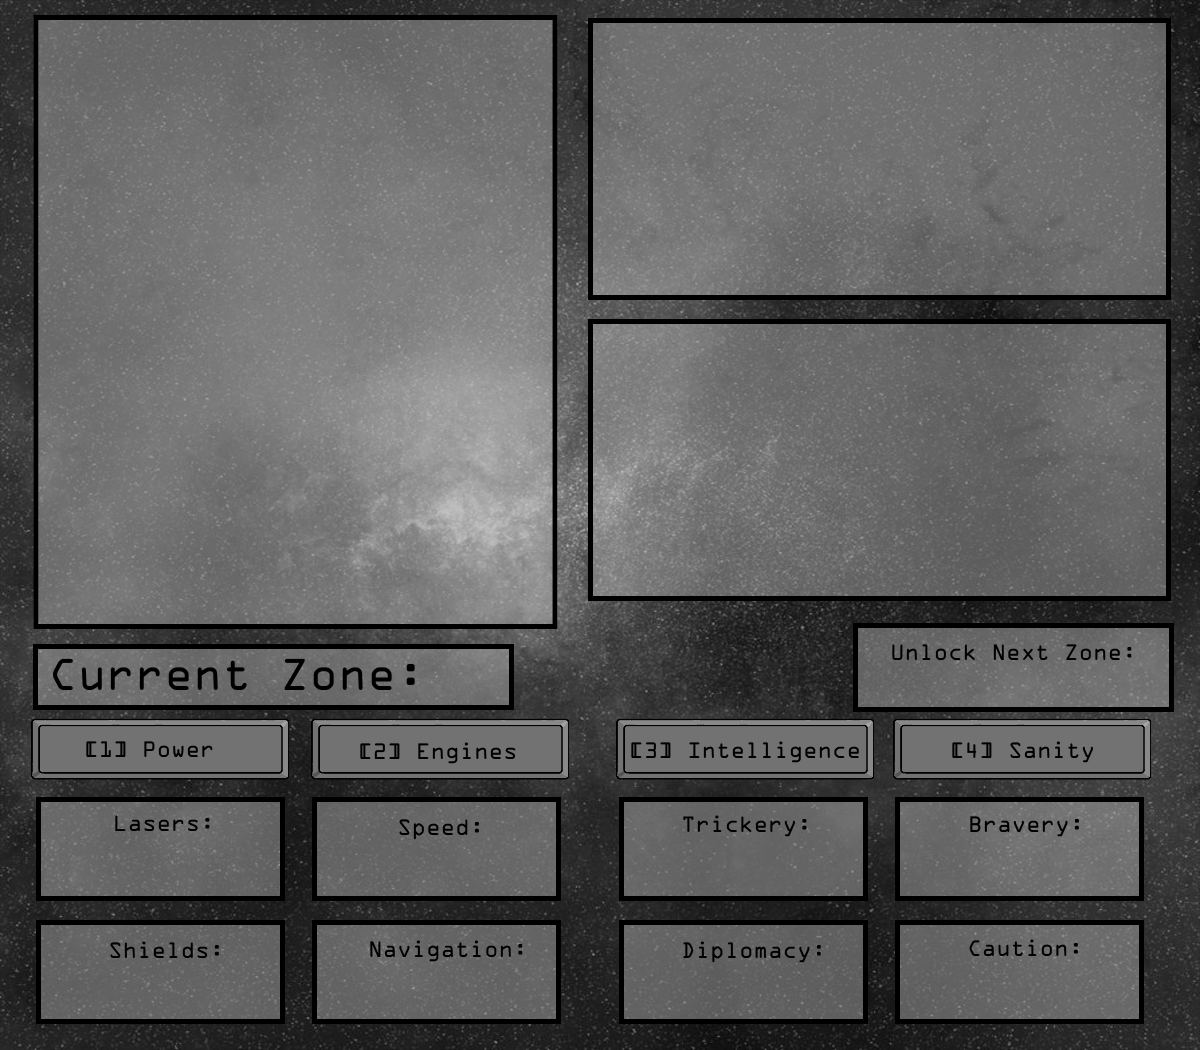 Current Zone:
Unlock Next Zone:
[1] Power
[2] Engines
[3] Intelligence
[4] Sanity
Lasers:
Speed:
Trickery:
Bravery:
Shields:
Navigation:
Diplomacy:
Caution: